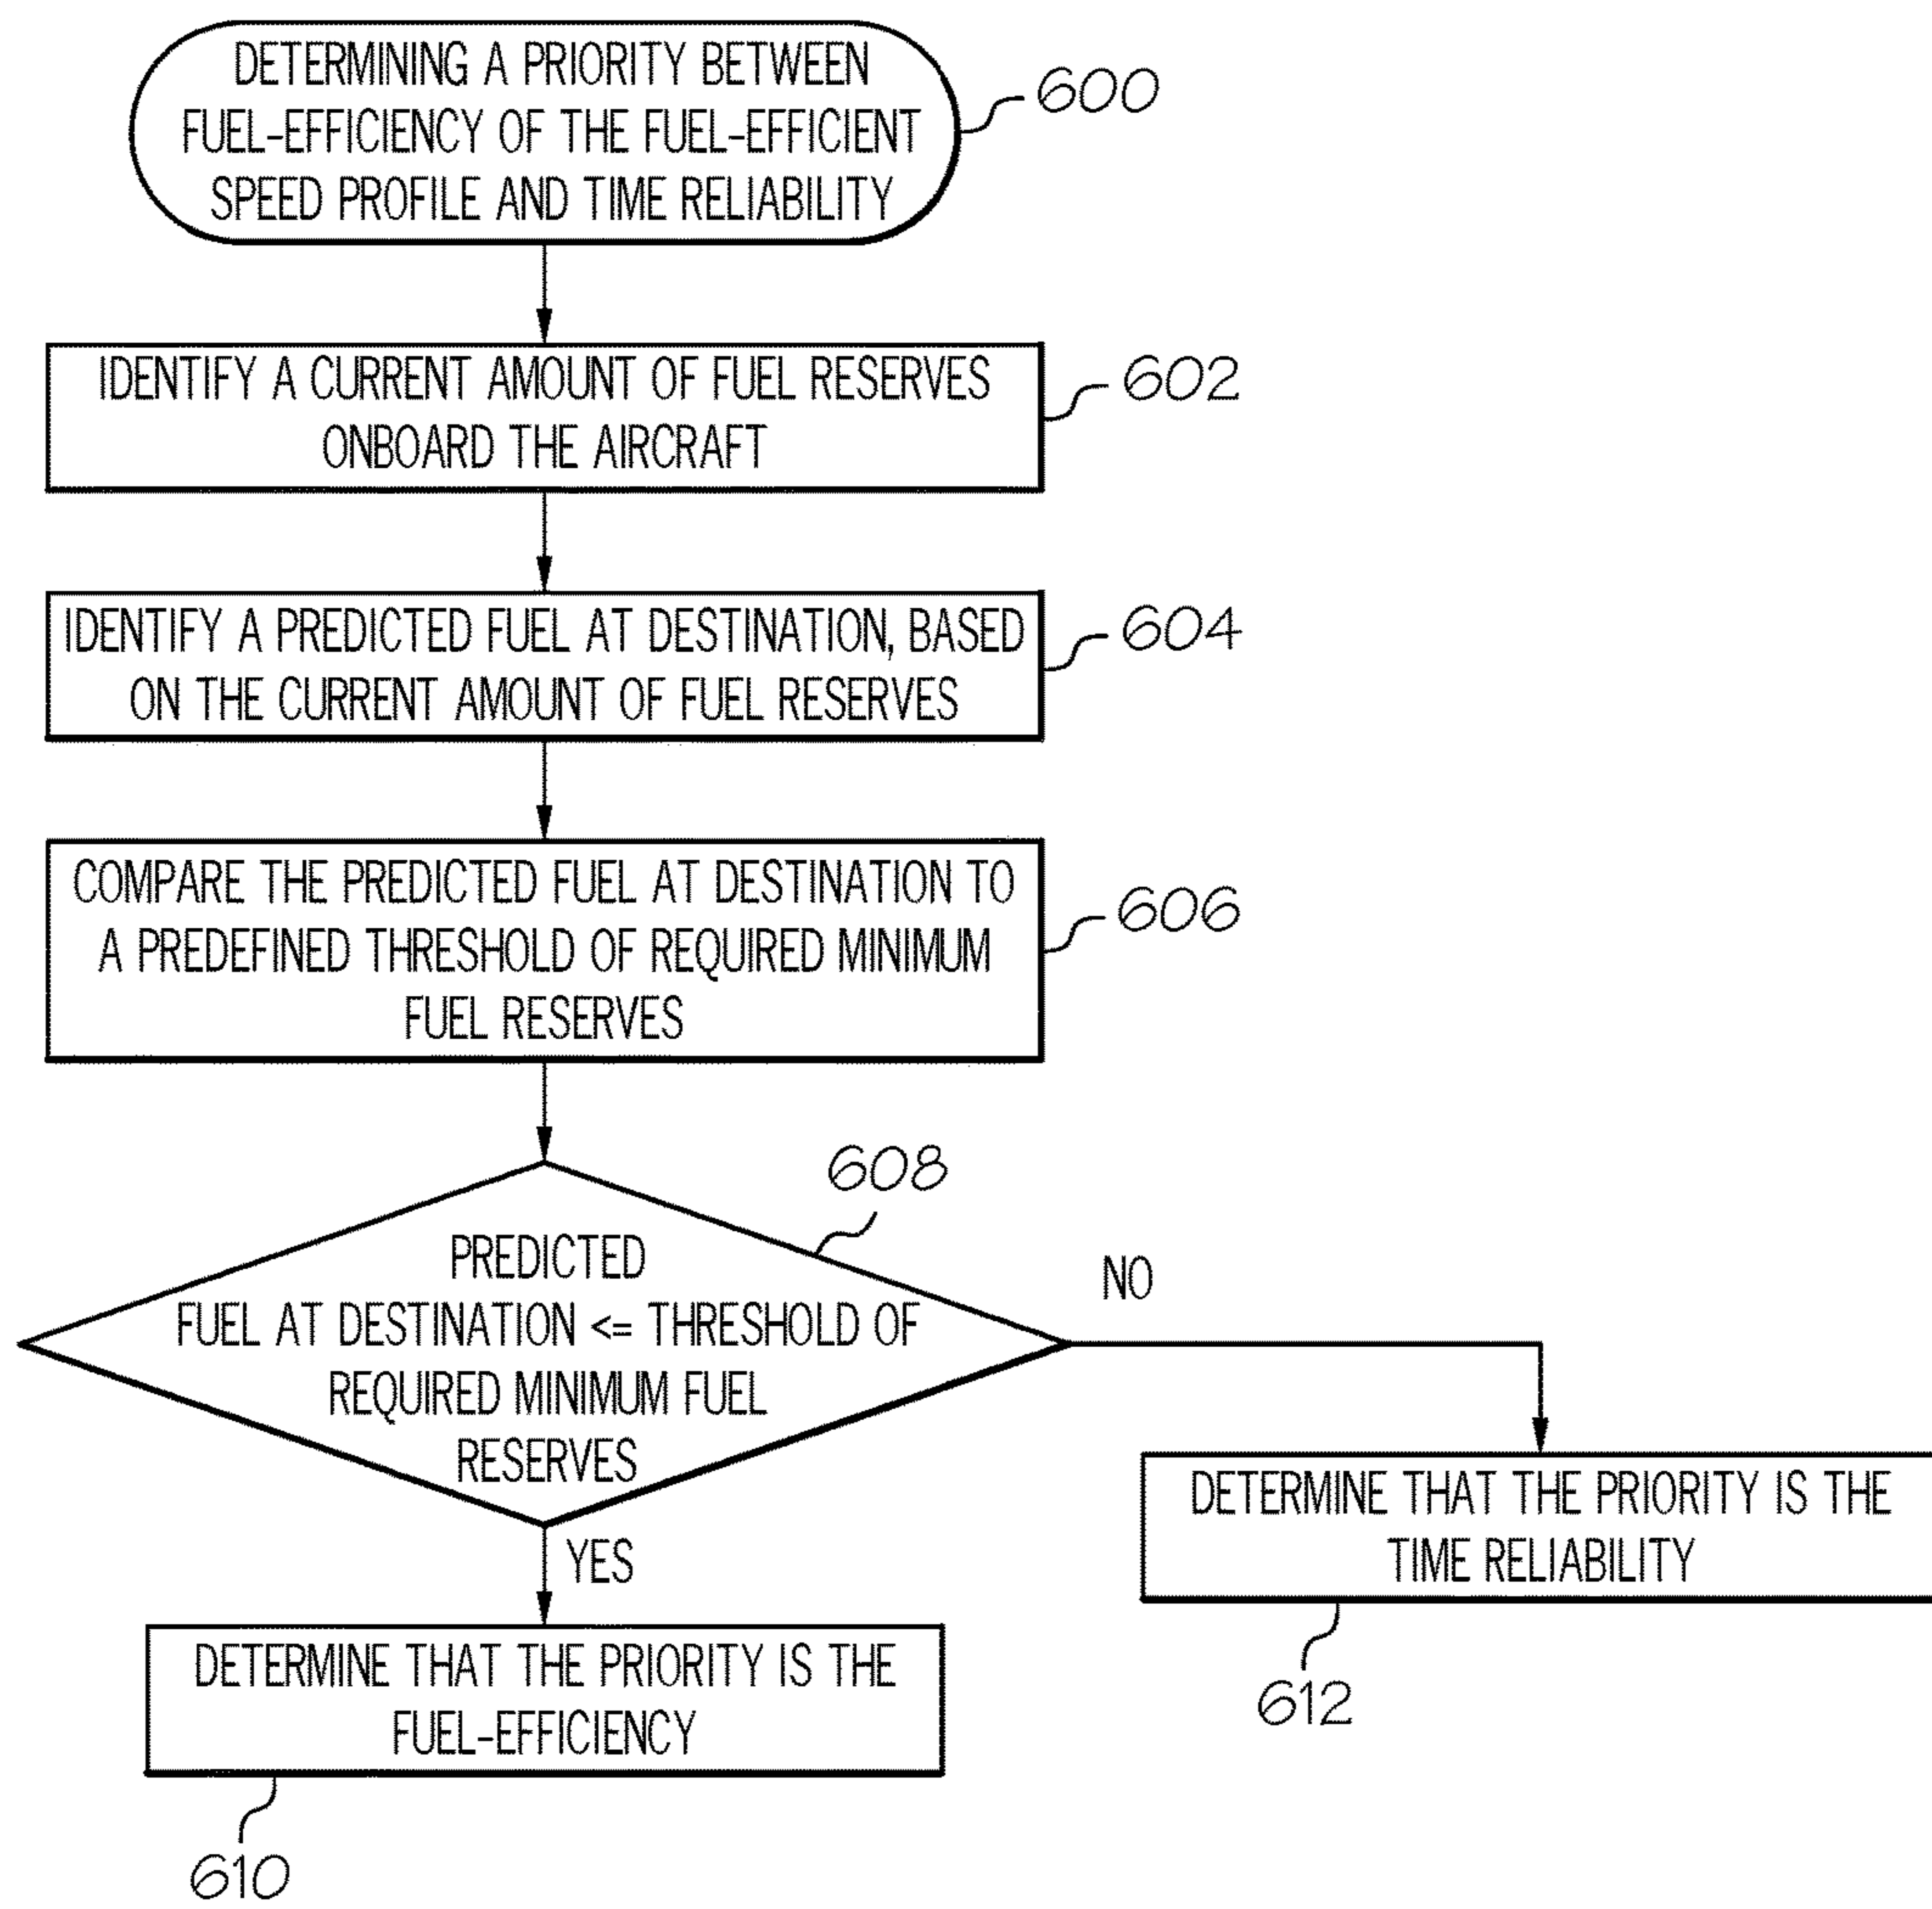 DETERMINING A PRIORITY BETWEEN
FUEL-EFFICIENCY OF THE FUEL-EFFICIENT
SPEED PROFILE AND TIME RELIABILITY
600
IDENTIFY A CURRENT AMOUNT OF FUEL RESERVES
ONBOARD THE AIRCRAFT
602
IDENTIFY A PREDICTED FUEL AT DESTINATION, BASED
ON THE CURRENT AMOUNT OF FUEL RESERVES
604
COMPARE THE PREDICTED FUEL AT DESTINATION TO
A PREDEFINED THRESHOLD OF REQUIRED MINIMUM
FUEL RESERVES
606
608
PREDICTED
FUEL AT DESTINATION <= THRESHOLD OF
REQUIRED MINIMUM FUEL
RESERVES
NO
YES
DETERMINE THAT THE PRIORITY IS THE
TIME RELIABILITY
612
DETERMINE THAT THE PRIORITY IS THE
FUEL-EFFICIENCY
610